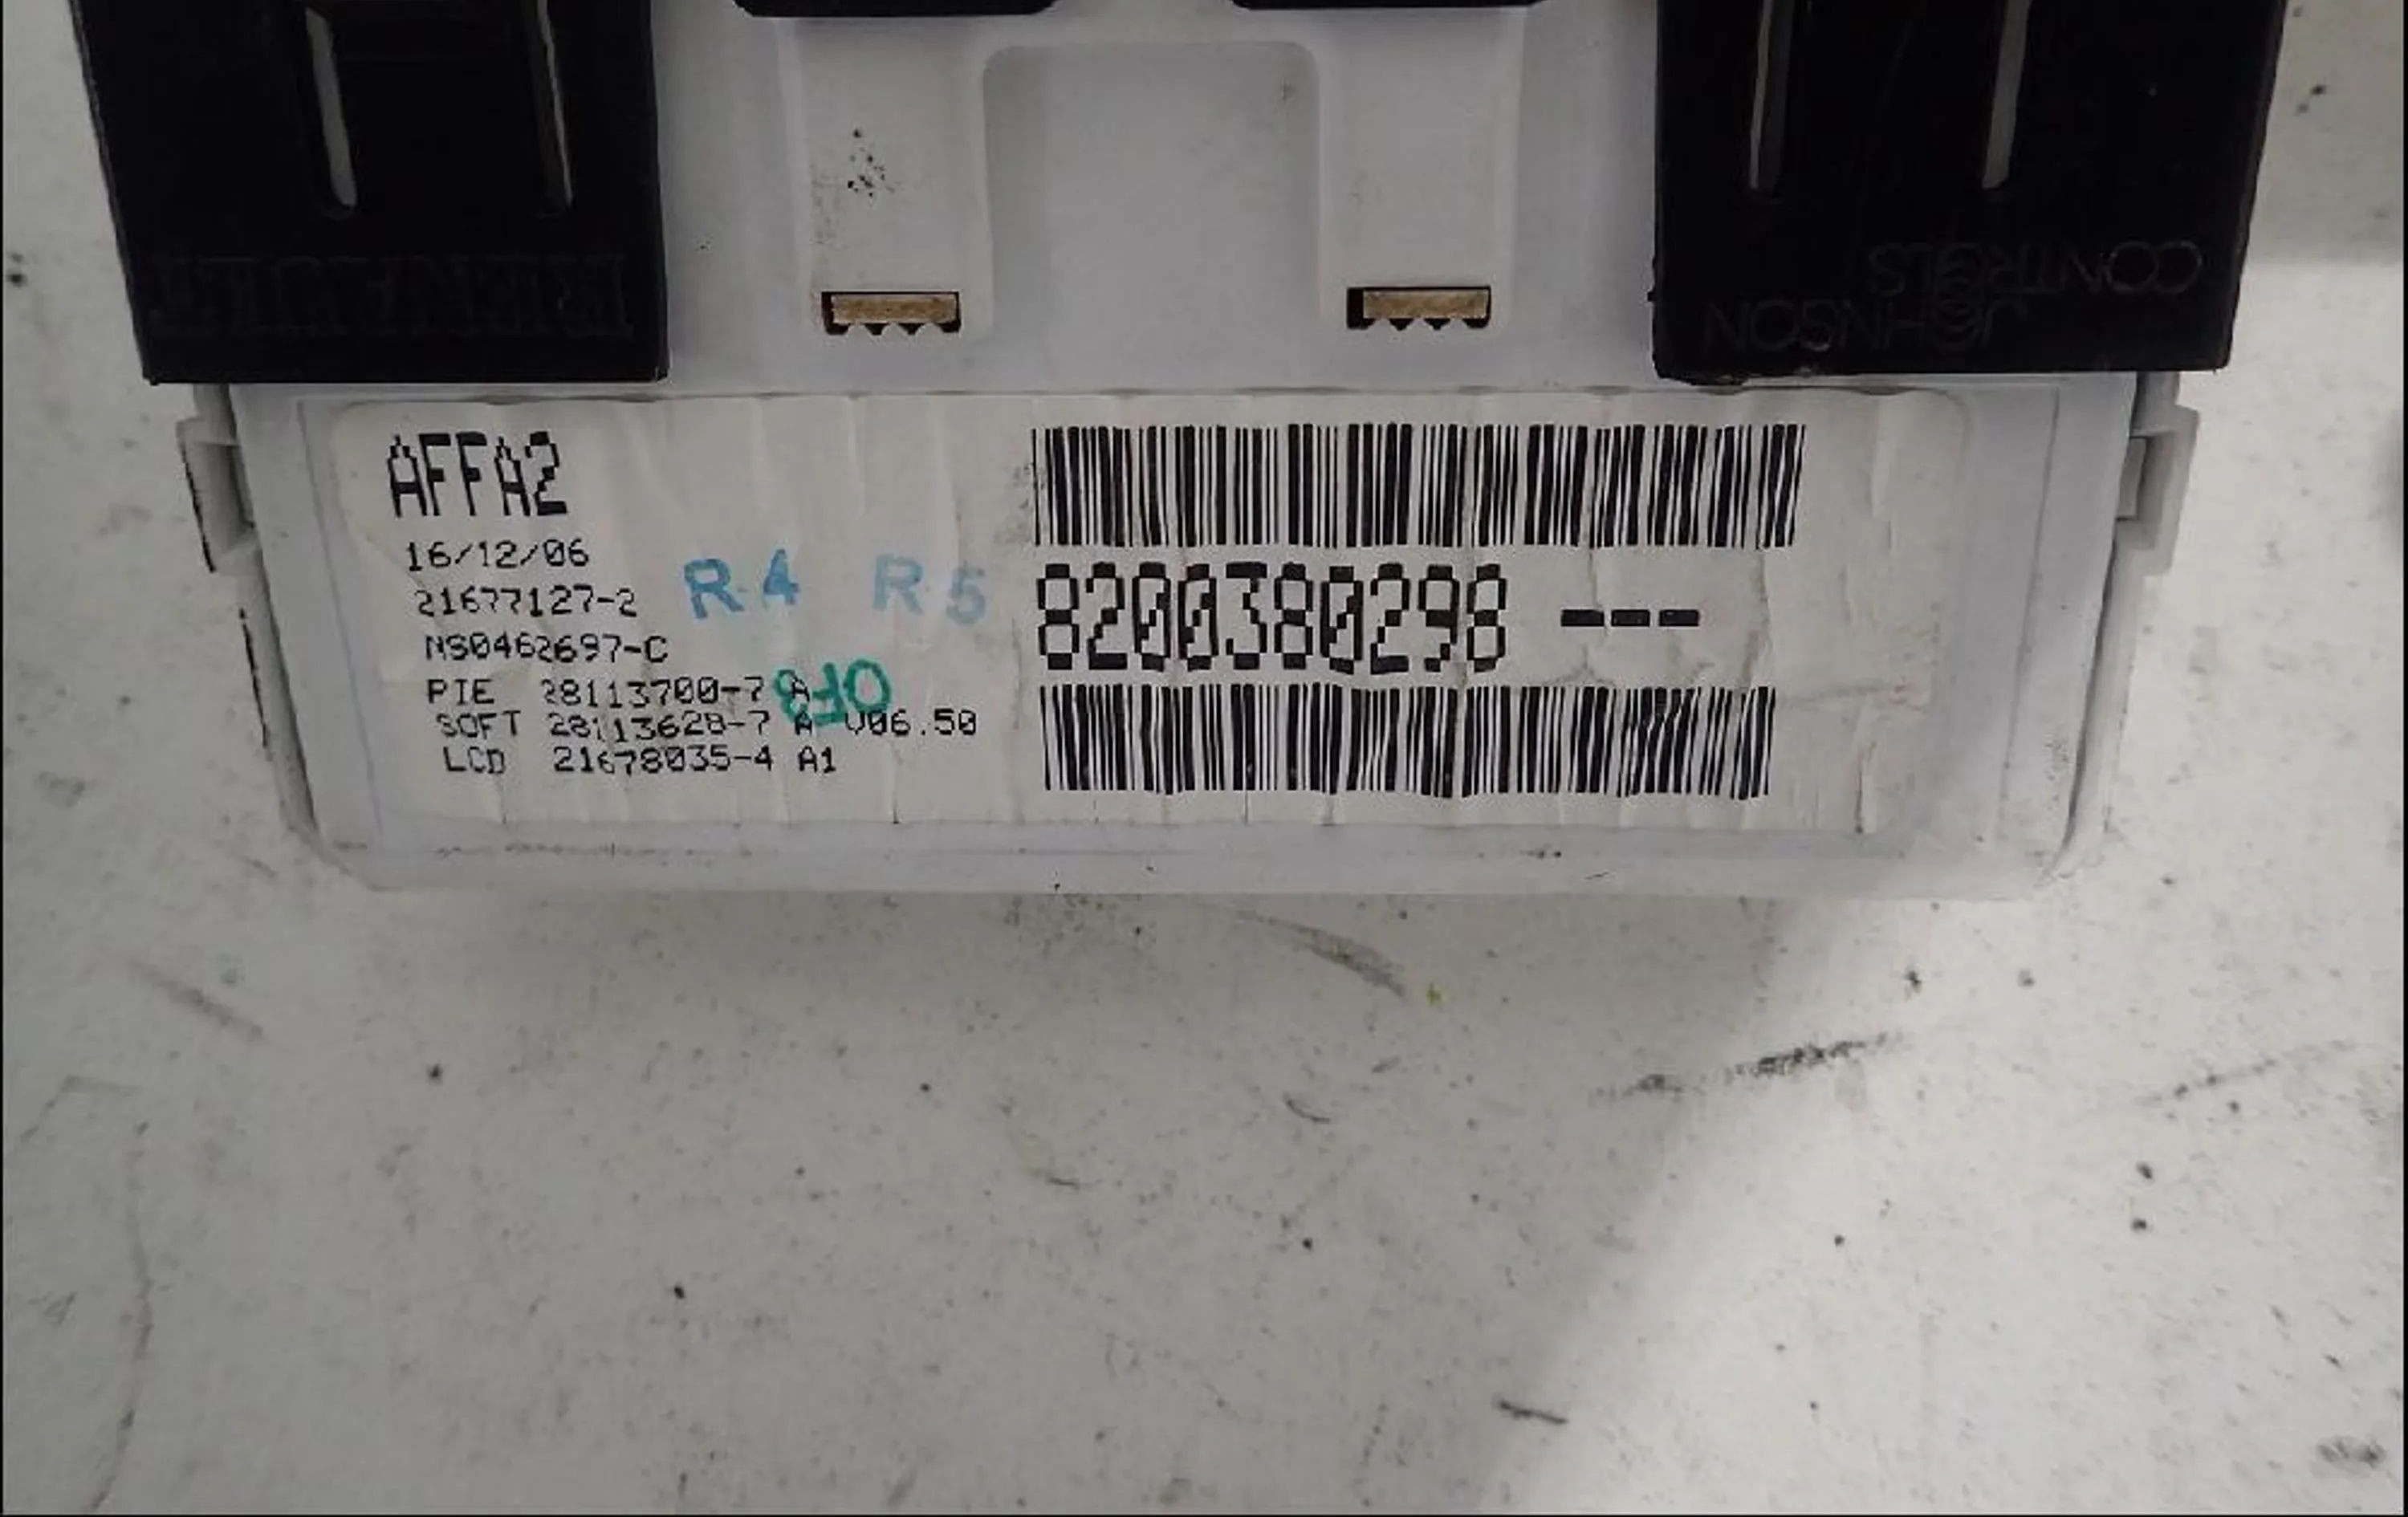 RENAULT
JOHNSON
CONTROLS
AFFA2
16/12/06
21677127-2
R4 R5
NS0462697-C
PIE 28113700-7 A
SOFT 28113628-7 A V06.50
LCD 21678035-4 A1
8200380298 ---